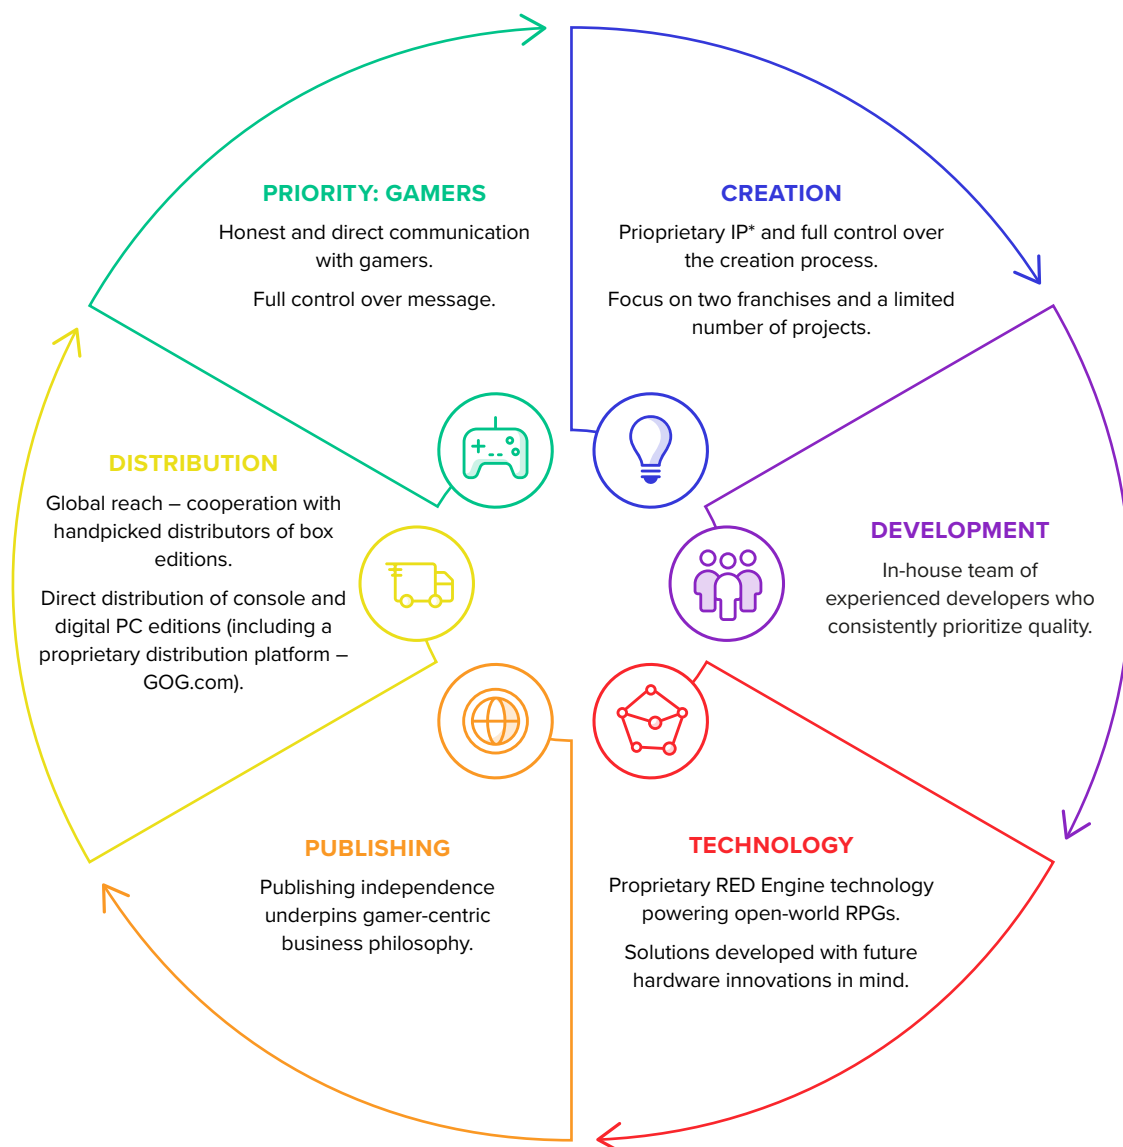 PRIORITY: GAMERS
Honest and direct communication
with gamers.
Full control over message.
CREATION
Prioprietary IP* and full control over
the creation process.
Focus on two franchises and a limited
number of projects.
DISTRIBUTION
Global reach – cooperation with
handpicked distributors of box
editions.
Direct distribution of console and
digital PC editions (including a
proprietary distribution platform –
GOG.com).
DEVELOPMENT
In-house team of
experienced developers who
consistently prioritize quality.
PUBLISHING
Publishing independence
underpins gamer-centric
business philosophy.
TECHNOLOGY
Proprietary RED Engine technology
powering open-world RPGs.
Solutions developed with future
hardware innovations in mind.